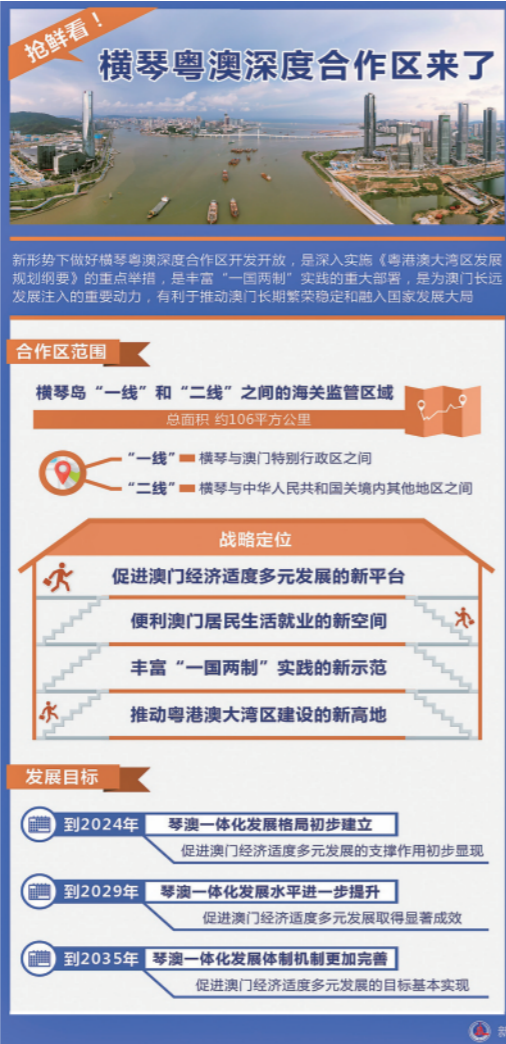 抢鲜看！
横琴粤澳深度合作区来了
新形势下做好横琴粤澳深度合作区开发开放，是深入实施《粤港澳大湾区发展
规划纲要》的重点举措，是丰富“一国两制”实践的重大部署，是为澳门长远
发展注入的重要动力，有利于推动澳门长期繁荣稳定和融入国家发展大局
合作区范围
横琴岛“一线”和“二线”之间的海关监管区域
总面积 约106平方公里
“一线” 横琴与澳门特别行政区之间
“二线” 横琴与中华人民共和国关境内其他地区之间
战略定位
促进澳门经济适度多元发展的新平台
便利澳门居民生活就业的新空间
丰富“一国两制”实践的新示范
推动粤港澳大湾区建设的新高地
发展目标
到2024年 琴澳一体化发展格局初步建立
促进澳门经济适度多元发展的支撑作用初步显现
到2029年 琴澳一体化发展水平进一步提升
促进澳门经济适度多元发展取得显著成效
到2035年 琴澳一体化发展体制机制更加完善
促进澳门经济适度多元发展的目标基本实现